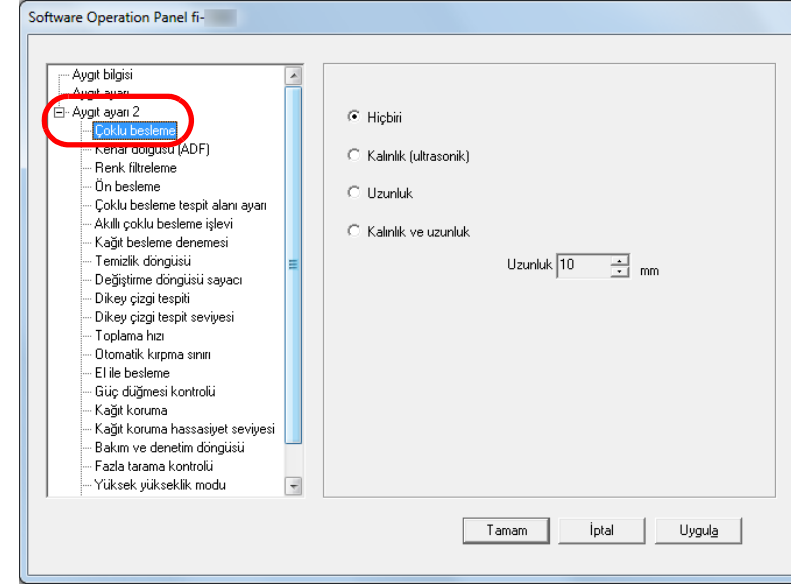 Software Operation Panel fi-
Aygıt bilgisi
Aygıt ayarı
Aygıt ayarı 2
Çoklu besleme
Kenar dolgusu (ADF)
Renk filtreleme
Ön besleme
Çoklu besleme tespit alanı ayarı
Akıllı çoklu besleme işlevi
Kağıt besleme denemesi
Temizlik döngüsü
Değiştirme döngüsü sayacı
Dikey çizgi tespiti
Dikey çizgi tespit seviyesi
Toplama hızı
Otomatik kırpma sınırı
El ile besleme
Güç düğmesi kontrolü
Kağıt koruma
Kağıt koruma hassasiyet seviyesi
Bakım ve denetim döngüsü
Fazla tarama kontrolü
Yüksek yükseklik modu
Hiçbiri
Kalınlık (ultrasonik)
Uzunluk
Kalınlık ve uzunluk
Uzunluk 10 mm
Tamam İptal Uygula